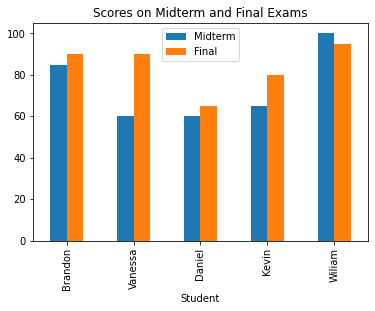 Scores on Midterm and Final Exams
Midterm
Final
100
80
60
40
20
0
Brandon
Vanessa
Daniel
Kevin
Wiliam
Student